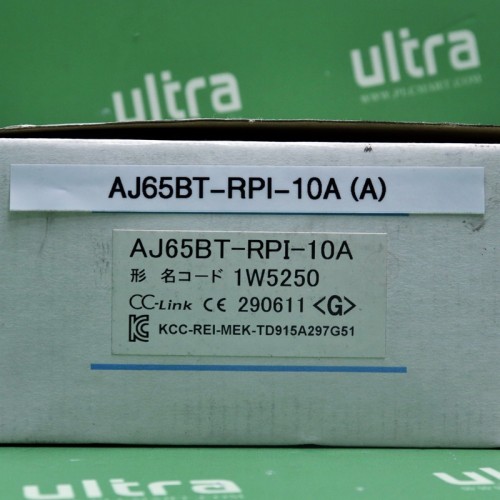 ultra
ultra
WWW.PLCMART.COM
AJ65BT-RPI-10A (A)
AJ65BT-RPI-10A
形 名コード 1W5250
CC-Link CE 290611 <G>
KCC-REI-MEK-TD915A297G51
ultra
ultra